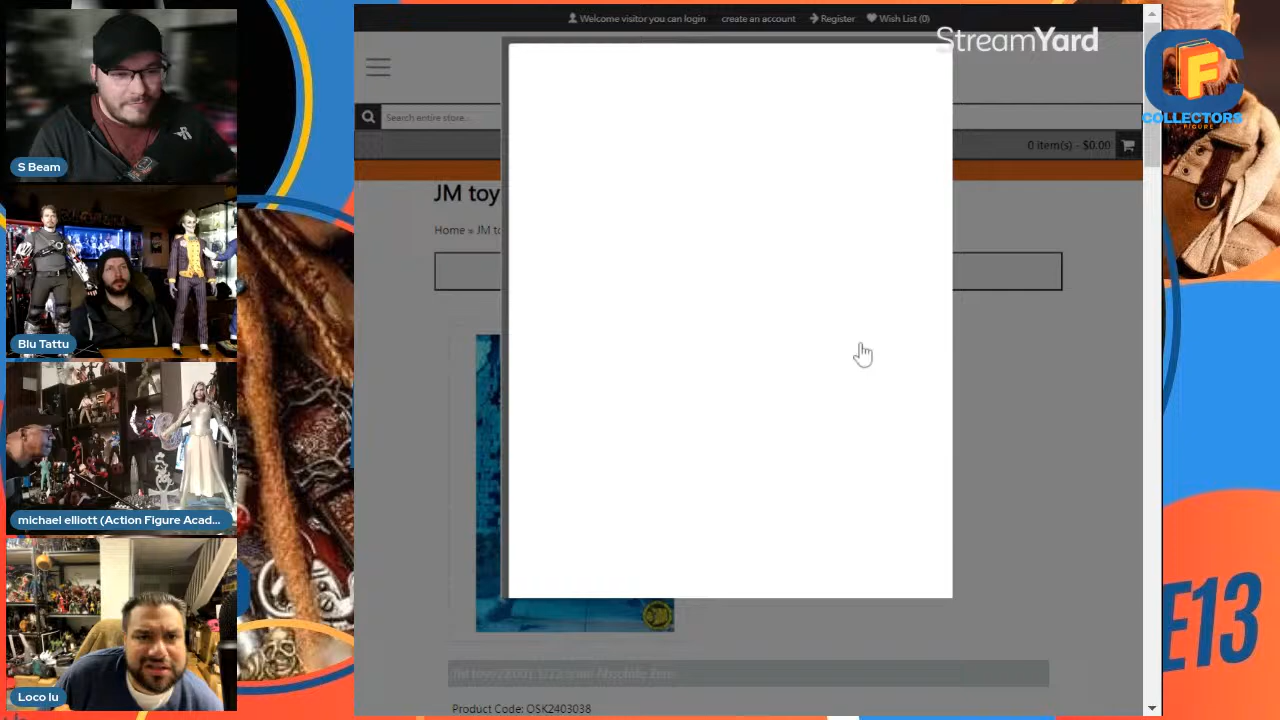 Welcome visitor you can login
create an account
Register
Wish List (0)
StreamYard
COLLECTORS
FIGURE
Search entire store...
0 item(s) - $0.00
S Beam
JM toy
Home » JM to
Blu Tattu
michael elliott (Action Figure Acad...
E13
Loco lu
Product Code: OSK2403038